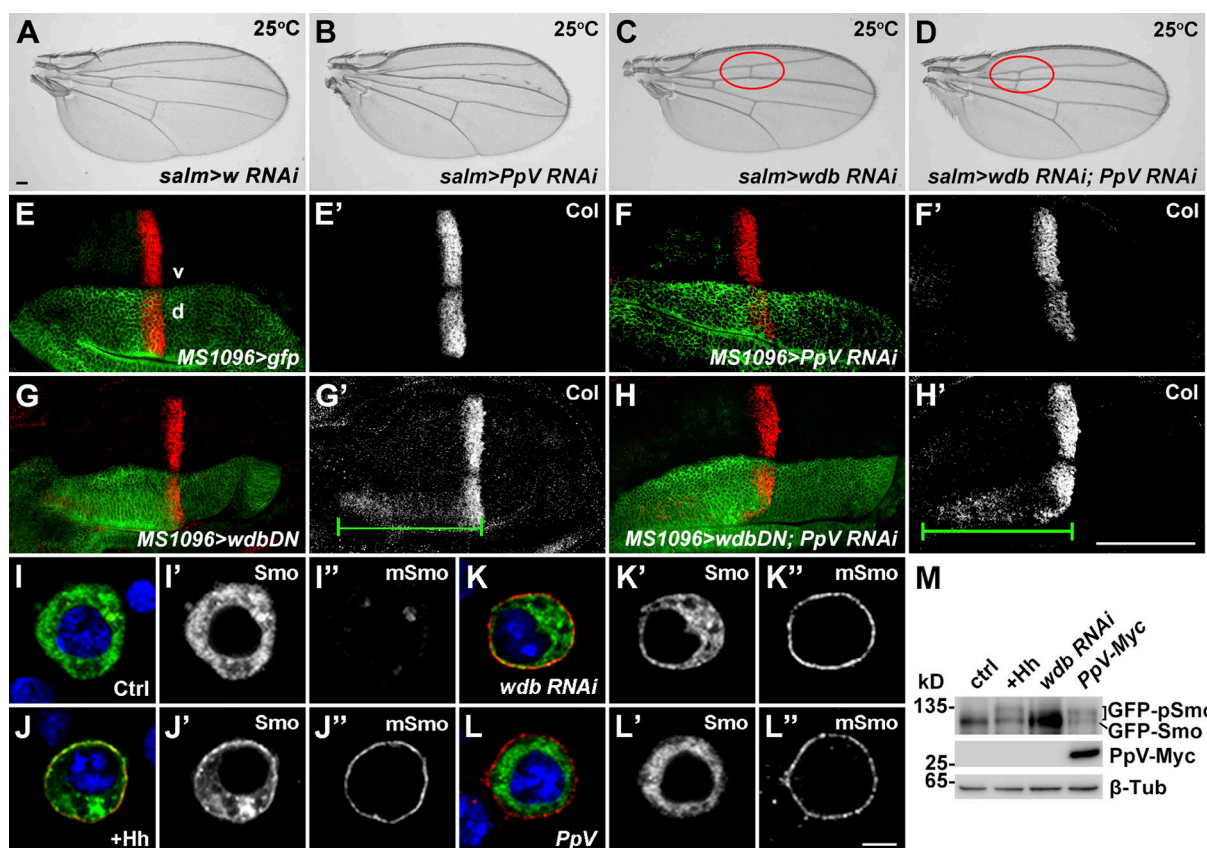 A 25°C B 25°C C 25°C D 25°C
salm>w RNAi salm>PpV RNAi salm>wdb RNAi salm>wdb RNAi; PpV RNAi
E E' Col F F' Col
v
d
MS1096>gfp MS1096>PpV RNAi
G G' Col H H' Col
MS1096>wdbDN MS1096>wdbDN; PpV RNAi
I I' Smo I'' mSmo K K' Smo K'' mSmo
Ctrl wdb RNAi
J J' Smo J'' mSmo L L' Smo L'' mSmo
+Hh PpV
M
ctrl +Hh wdb RNAi PpV-Myc
kD
135
GFP-pSmo
GFP-Smo
PpV-Myc
25
65
β-Tub